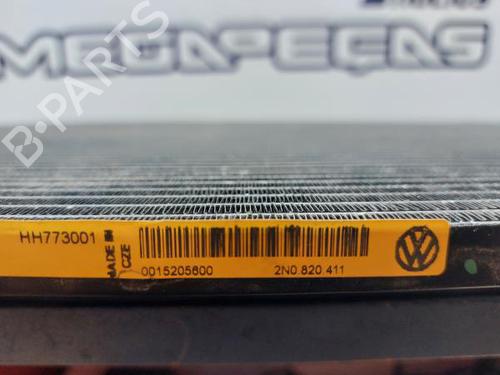 MEGAPEÇAS
B-PARTS
HH773001
MADE IN
CZE
0015205600
2N0.820.411